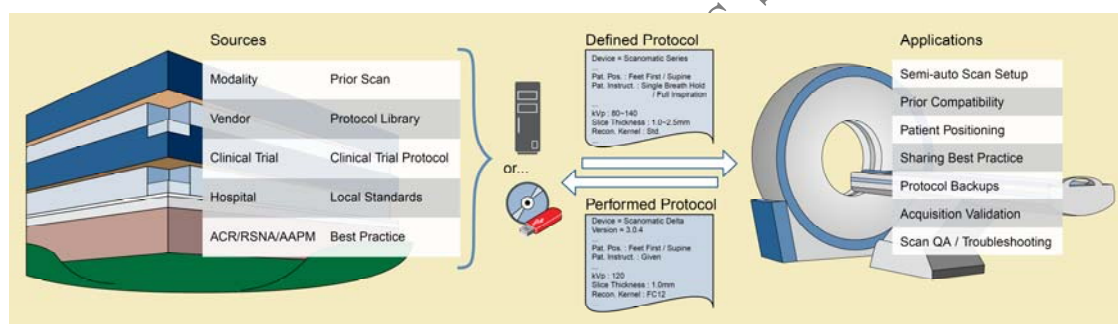 Sources
Modality Prior Scan
Vendor Protocol Library
Clinical Trial Clinical Trial Protocol
Hospital Local Standards
ACR/RSNA/AAPM Best Practice
or...
Defined Protocol
Device = Scanomatic Series
...
Pat. Pos. : Feet First / Supine
Pat. Instruct. : Single Breath Hold
/ Full Inspiration
...
kVp : 80~140
Slice Thickness : 1.0~2.5mm
Recon. Kernel : Std.
...
Performed Protocol
Device = Scanomatic Delta
Version = 3.0.4
...
Pat. Pos. : Feet First / Supine
Pat. Instruct. : Given
...
kVp : 120
Slice Thickness : 1.0mm
Recon. Kernel : FC12
Applications
Semi-auto Scan Setup
Prior Compatibility
Patient Positioning
Sharing Best Practice
Protocol Backups
Acquisition Validation
Scan QA / Troubleshooting